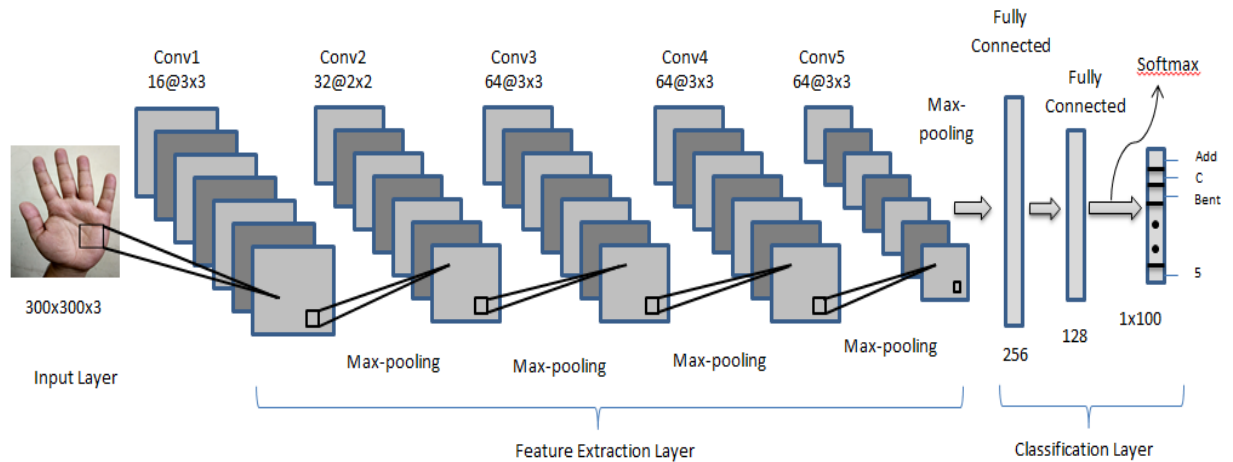 Conv1
16@3x3
Conv2
32@2x2
Conv3
64@3x3
Conv4
64@3x3
Conv5
64@3x3
Max-
pooling
Fully
Connected
Fully
Connected
Softmax
Add
C
Bent
5
300x300x3
Input Layer
Max-pooling
Max-pooling
Max-pooling
Max-pooling
256
128
1x100
Feature Extraction Layer
Classification Layer